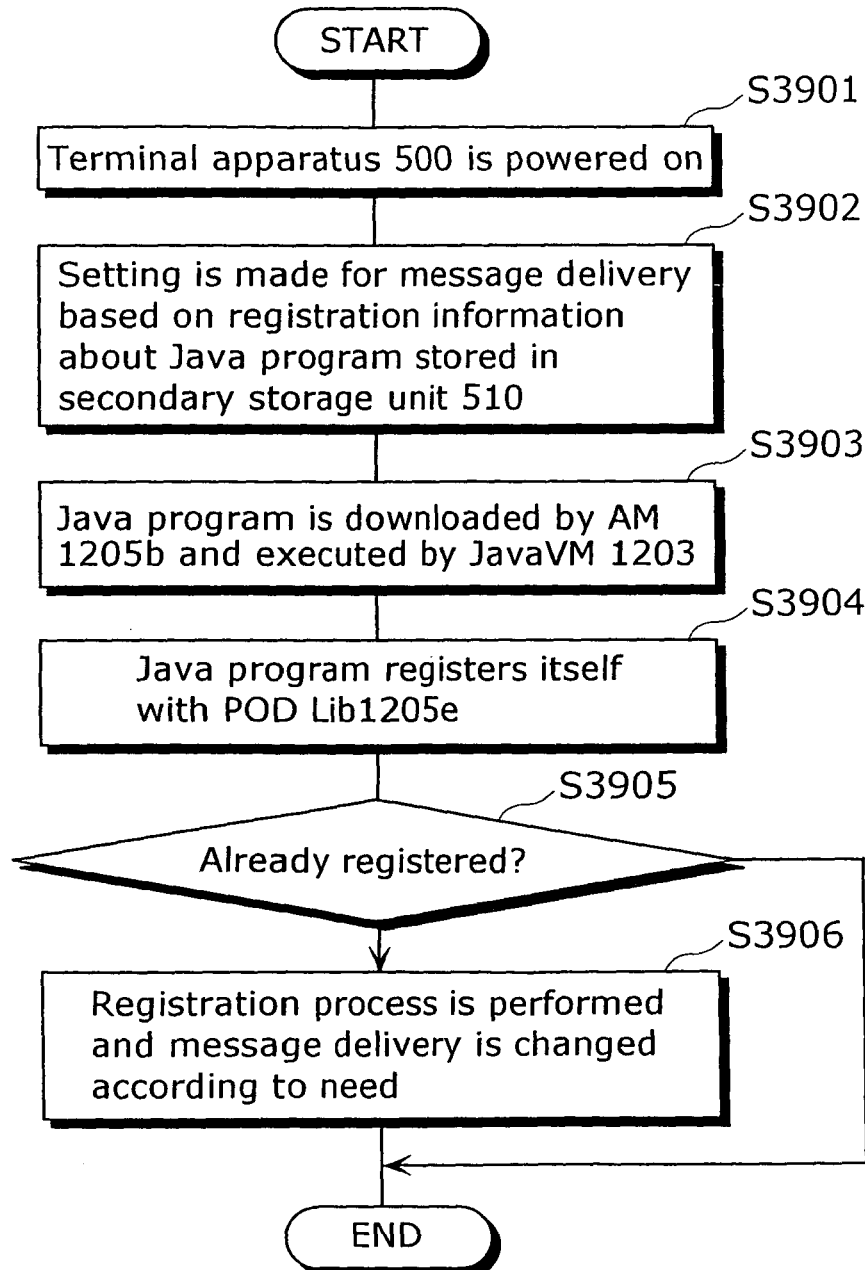 START
S3901
Terminal apparatus 500 is powered on
S3902
Setting is made for message delivery
based on registration information
about Java program stored in
secondary storage unit 510
S3903
Java program is downloaded by AM
1205b and executed by JavaVM 1203
S3904
Java program registers itself
with POD Lib1205e
S3905
Already registered?
S3906
Registration process is performed
and message delivery is changed
according to need
END